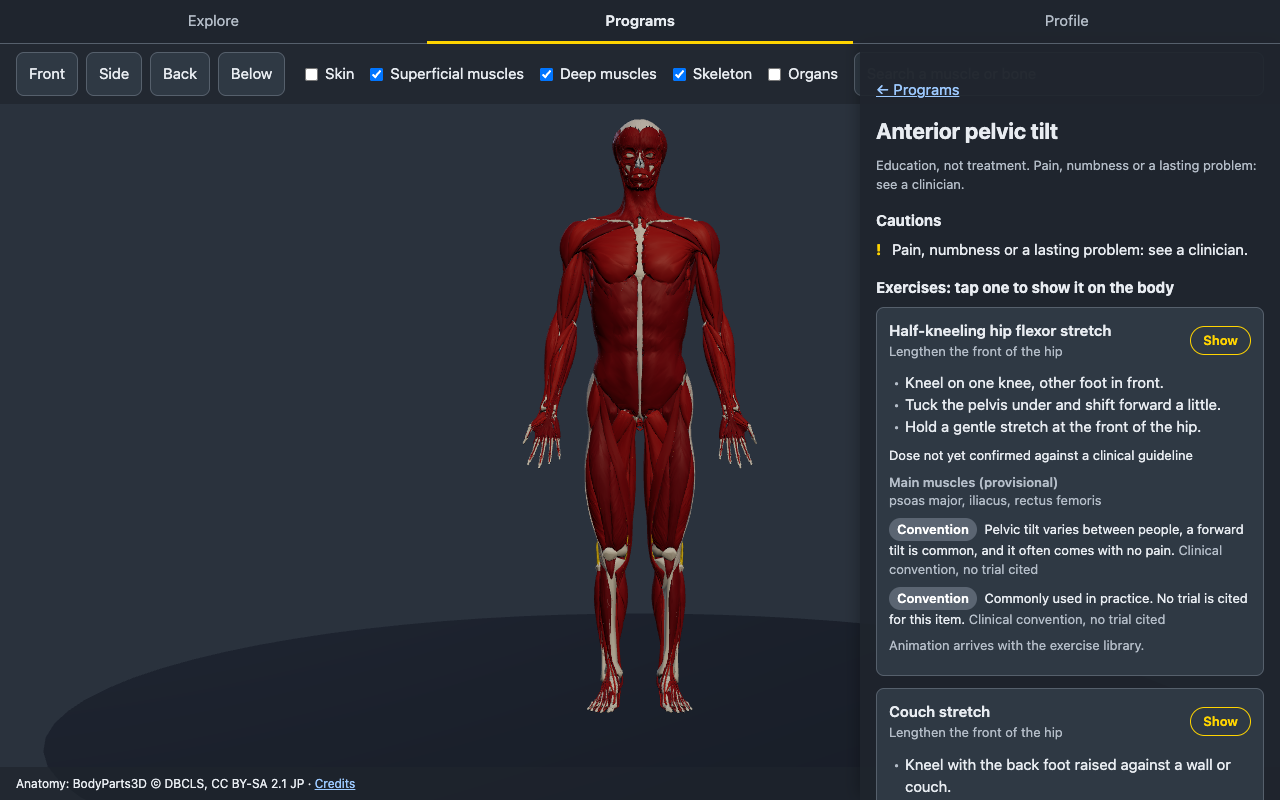 Explore
Programs
Profile
Front
Side
Back
Below
Skin
Superficial muscles
Deep muscles
Skeleton
Organs
← Programs
Anterior pelvic tilt
Education, not treatment. Pain, numbness or a lasting problem:
see a clinician.
Cautions
! Pain, numbness or a lasting problem: see a clinician.
Exercises: tap one to show it on the body
Half-kneeling hip flexor stretch
Show
Lengthen the front of the hip
• Kneel on one knee, other foot in front.
• Tuck the pelvis under and shift forward a little.
• Hold a gentle stretch at the front of the hip.
Dose not yet confirmed against a clinical guideline
Main muscles (provisional)
psoas major, iliacus, rectus femoris
Convention Pelvic tilt varies between people, a forward
tilt is common, and it often comes with no pain. Clinical
convention, no trial cited
Convention Commonly used in practice. No trial is cited
for this item. Clinical convention, no trial cited
Animation arrives with the exercise library.
Couch stretch
Show
Lengthen the front of the hip
• Kneel with the back foot raised against a wall or
couch.
Anatomy: BodyParts3D © DBCLS, CC BY-SA 2.1 JP · Credits